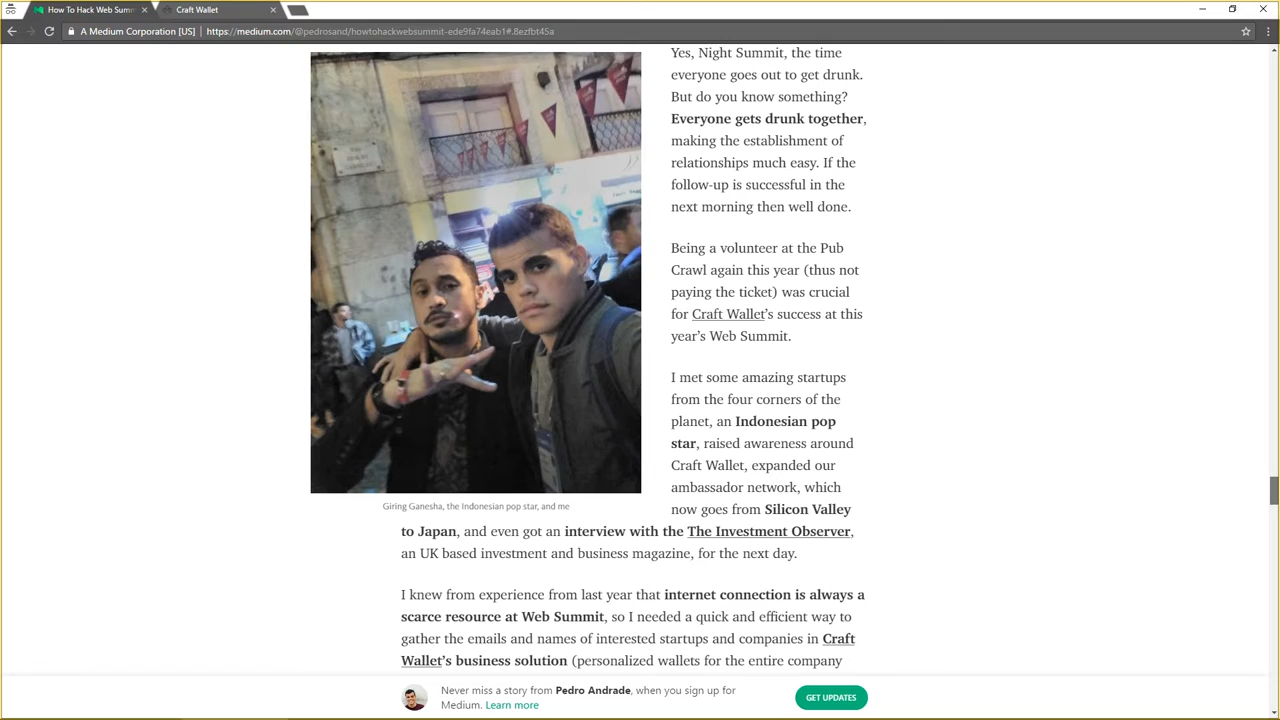 How To Hack Web Summ
Craft Wallet
A Medium Corporation [US] | https://medium.com/@pedrosand/howtohackwebsummit-ede9fa74eab1#.8ezfbt45a
Yes, Night Summit, the time
everyone goes out to get drunk.
But do you know something?
Everyone gets drunk together,
making the establishment of
relationships much easy. If the
follow-up is successful in the
next morning then well done.
Being a volunteer at the Pub
Crawl again this year (thus not
paying the ticket) was crucial
for Craft Wallet’s success at this
year’s Web Summit.
I met some amazing startups
from the four corners of the
planet, an Indonesian pop
star, raised awareness around
Craft Wallet, expanded our
ambassador network, which
now goes from Silicon Valley
Giring Ganesha, the Indonesian pop star, and me
to Japan, and even got an interview with the The Investment Observer,
an UK based investment and business magazine, for the next day.
I knew from experience from last year that internet connection is always a
scarce resource at Web Summit, so I needed a quick and efficient way to
gather the emails and names of interested startups and companies in Craft
Wallet’s business solution (personalized wallets for the entire company
Never miss a story from Pedro Andrade, when you sign up for
Medium. Learn more
GET UPDATES